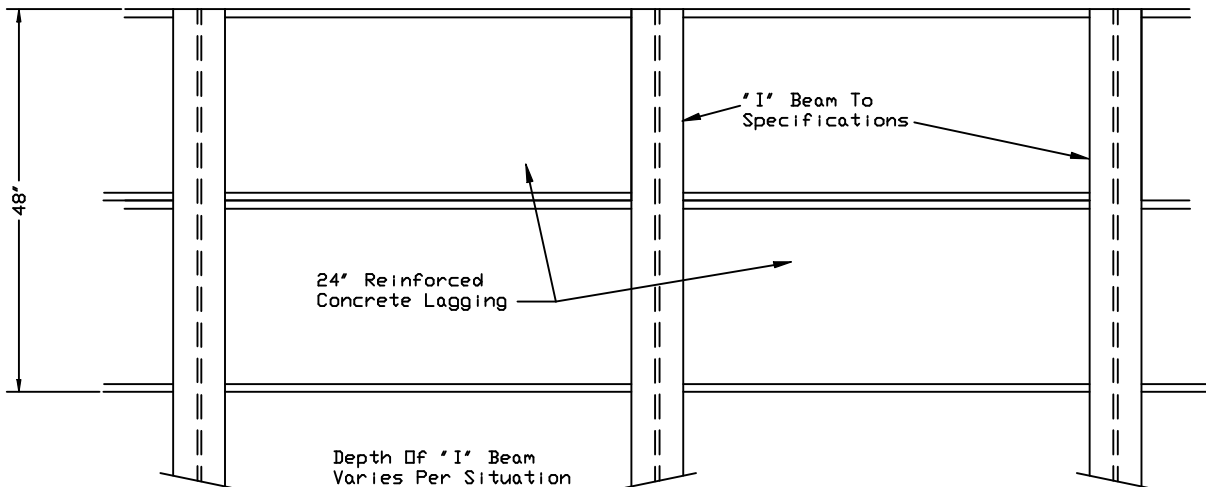 "I" Beam To
Specifications
48"
24" Reinforced
Concrete Lagging
Depth Of "I" Beam
Varies Per Situation